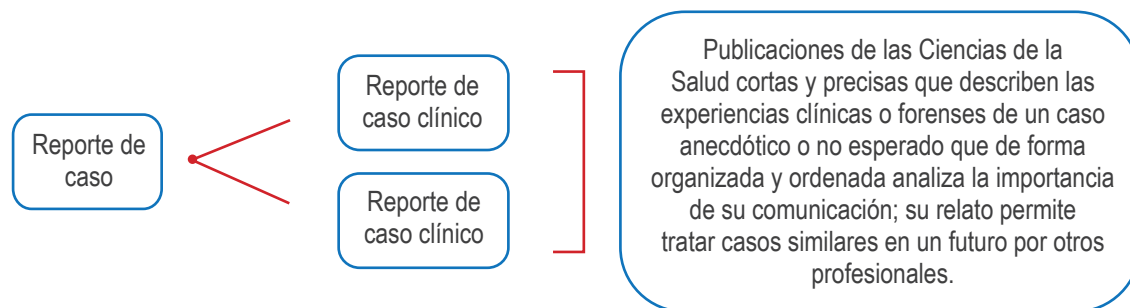 Reporte de
caso
Reporte de
caso clínico
Reporte de
caso clínico
Publicaciones de las Ciencias de la
Salud cortas y precisas que describen las
experiencias clínicas o forenses de un caso
anecdótico o no esperado que de forma
organizada y ordenada analiza la importancia
de su comunicación; su relato permite
tratar casos similares en un futuro por otros
profesionales.